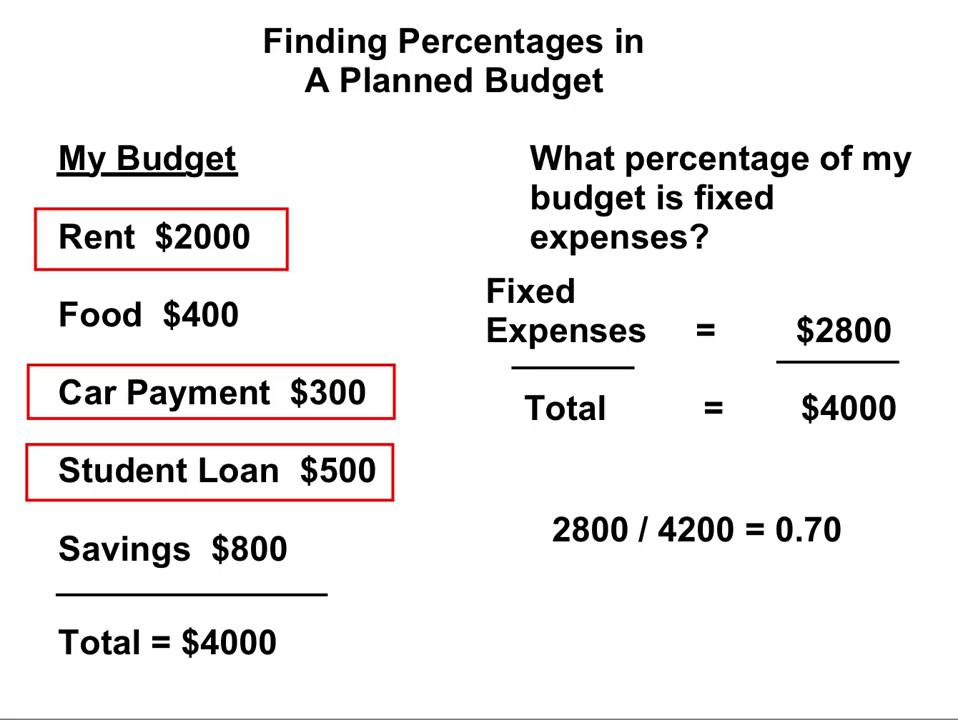 Finding Percentages in
A Planned Budget
My Budget
Rent $2000
Food $400
Car Payment $300
Student Loan $500
Savings $800
Total = $4000
What percentage of my
budget is fixed
expenses?
Fixed
Expenses = $2800
Total = $4000
2800 / 4200 = 0.70